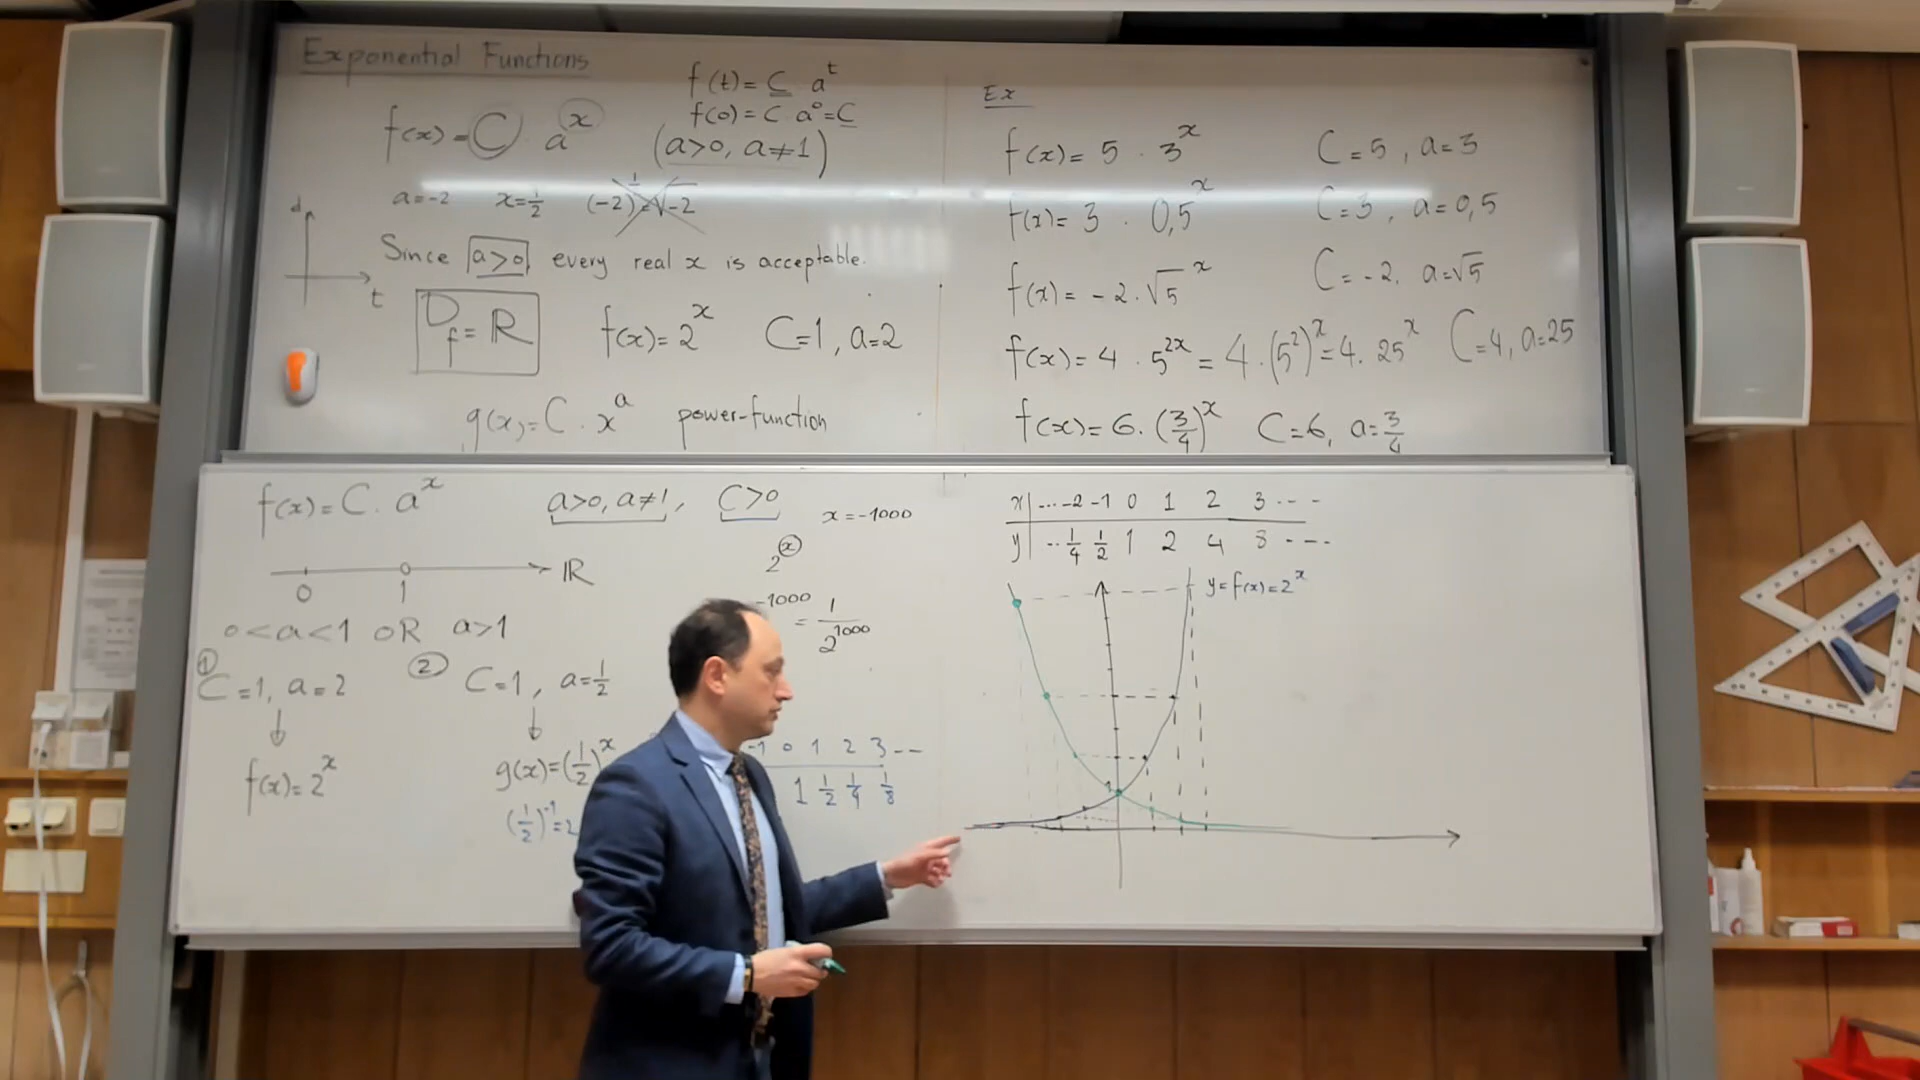 Exponential Functions
f(t) = C a^t
f(0) = C a^0 = C
f(x) = C · a^x (a>0, a≠1)
a=-2 x=1/2 (-2)^1 = √-2
d
t
Since a>0, every real x is acceptable.
D_f = ℝ f(x) = 2^x C=1, a=2
g(x) = C · x^a power-function
Ex
f(x) = 5 · 3^x C=5, a=3
f(x) = 3 · 0,5^x C=3, a=0,5
f(x) = -2·√5^x C=-2, a=√5
f(x) = 4 · 5^2x = 4·(5^2)^x = 4·25^x C=4, a=25
f(x) = 6·(3/4)^x C=6, a=3/4
f(x) = C · a^x a>0, a≠1, C>0 x=-1000
0 1 ℝ
2^x
-1000 = 1/2^1000
0<a<1 OR a>1
① C=1, a=2 ② C=1, a=1/2
f(x) = 2^x g(x) = (1/2)^x
(1/2)^-1 = 2
-1 0 1 2 3 --
1 1/2 1/4 1/8
x | ... -2 -1 0 1 2 3 ---
y | .. 1/4 1/2 1 2 4 8 ----
y = f(x) = 2^x
1